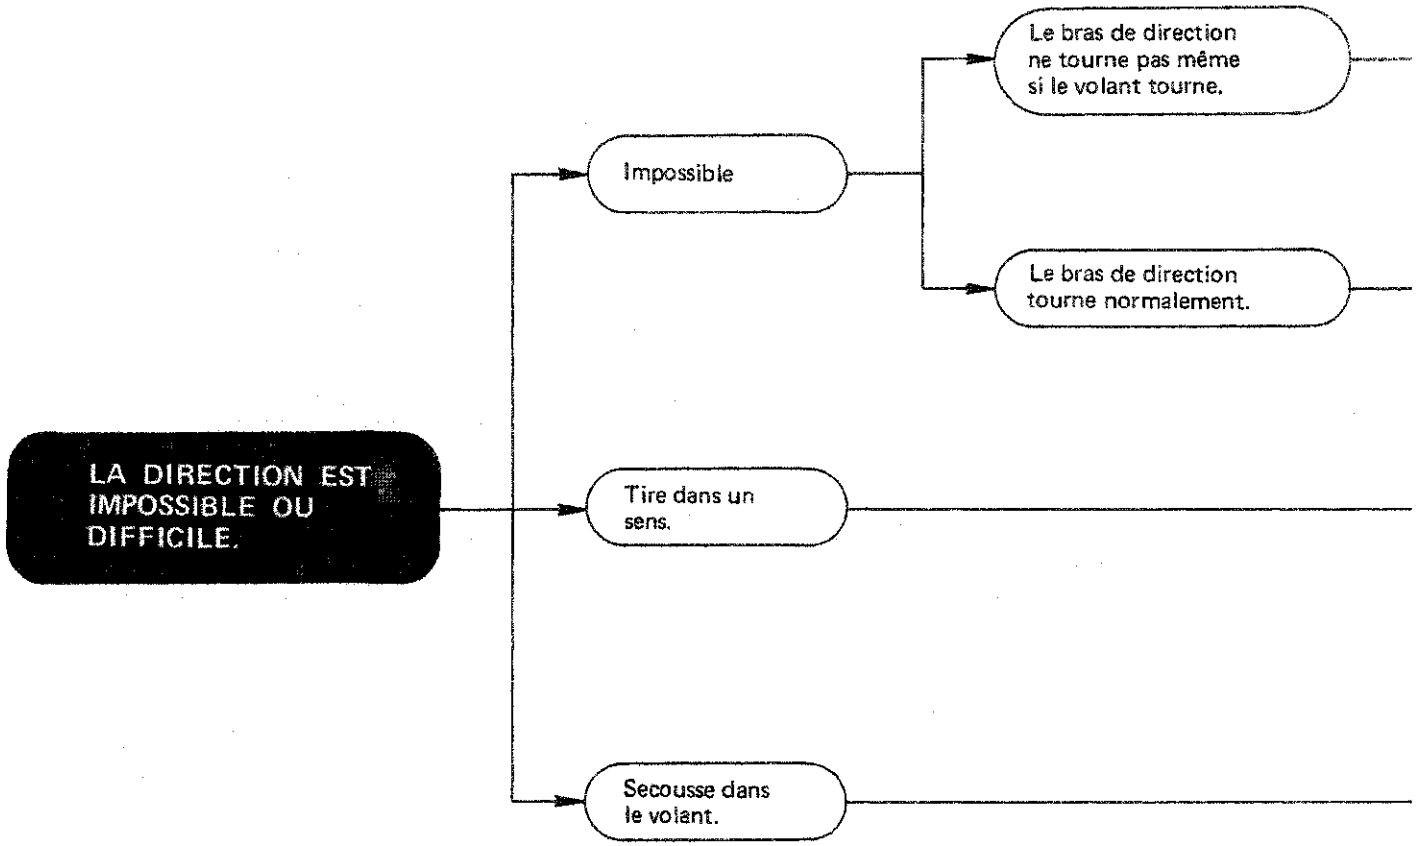 Le bras de direction
ne tourne pas même
si le volant tourne.
Impossible
Le bras de direction
tourne normalement.
LA DIRECTION EST
IMPOSSIBLE OU
DIFFICILE.
Tire dans un
sens.
Secousse dans
le volant.